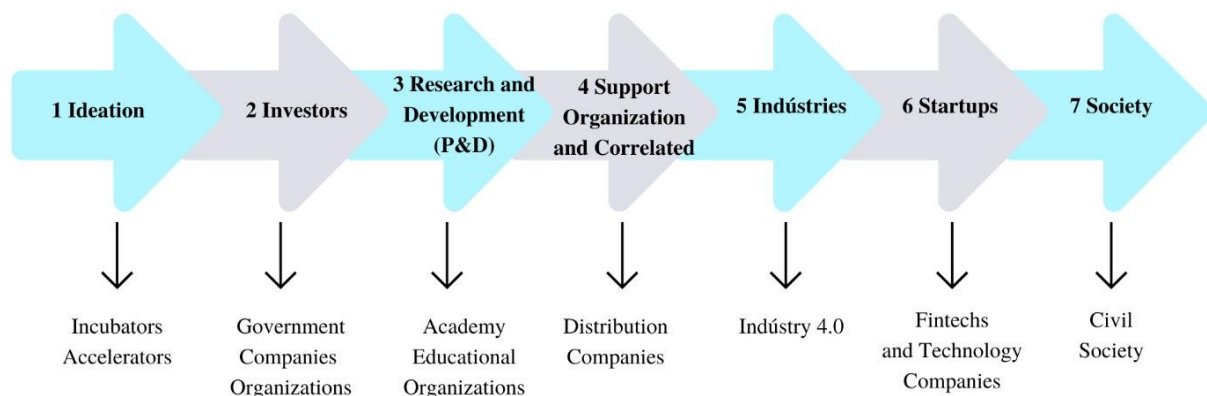 1 Ideation
2 Investors
3 Research and
Development
(P&D)
4 Support
Organization
and Correlated
5 Indústries
6 Startups
7 Society
Incubators
Accelerators
Government
Companies
Organizations
Academy
Educational
Organizations
Distribution
Companies
Indústry 4.0
Fintechs
and Technology
Companies
Civil
Society